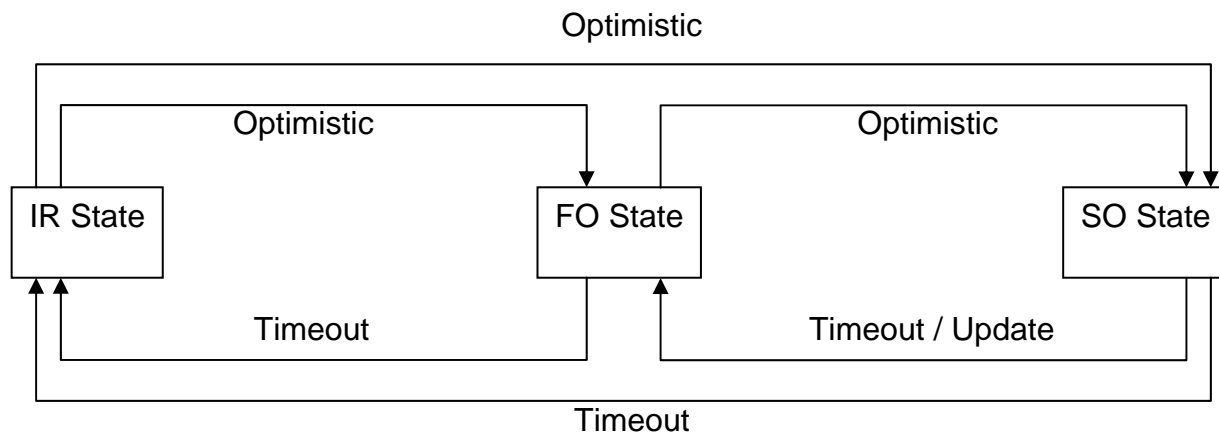 Optimistic
Optimistic
Optimistic
IR State
FO State
SO State
Timeout
Timeout / Update
Timeout